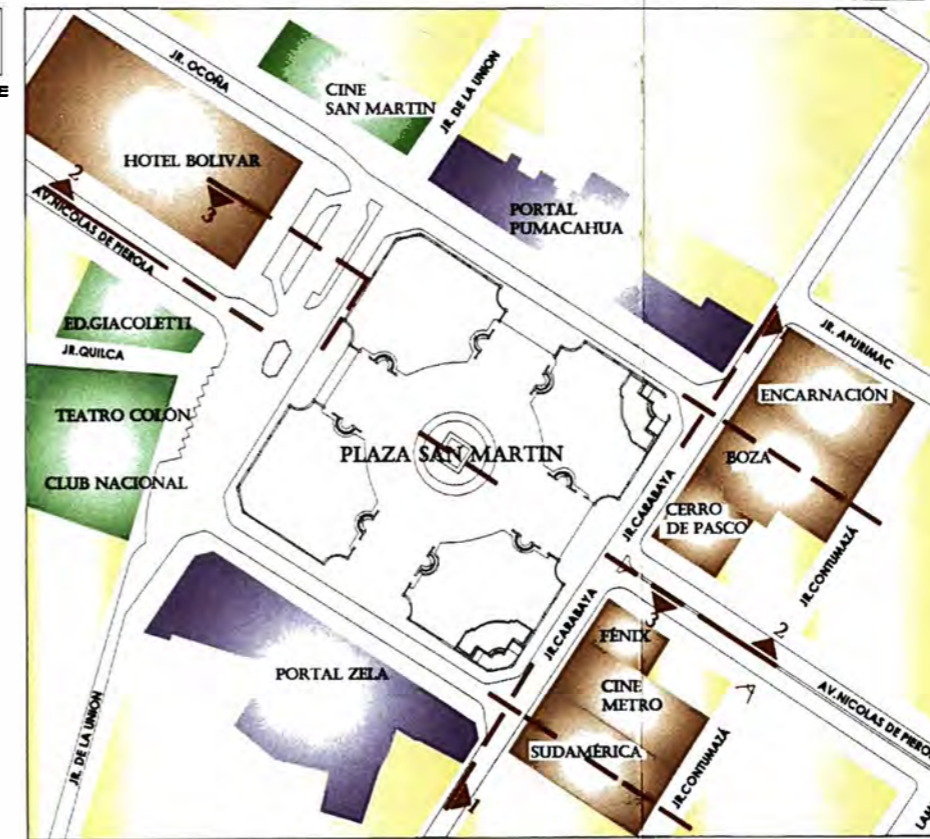 E
JR. OCOÑA
CINE
SAN MARTIN
JR. DE LA UNION
HOTEL BOLIVAR
2
3
AV. NICOLAS DE PIEROLA
PORTAL
PUMACAHUA
ED.GIACOLETTI
JR.QUILCA
JR. APURIMAC
ENCARNACIÓN
TEATRO COLÓN
PLAZA SAN MARTIN
BOZA
CLUB NACIONAL
JR.CARABAYA
CERRO
DE PASCO
JR.CONTUMAZÁ
3
2
JR.CARABAYA
FÉNIX
PORTAL ZELA
CINE
METRO
AV.NICOLAS DE PIEROL
JR. DE LA UNION
SUDAMÉRICA
JR.CONTUMAZÁ
1
LAM